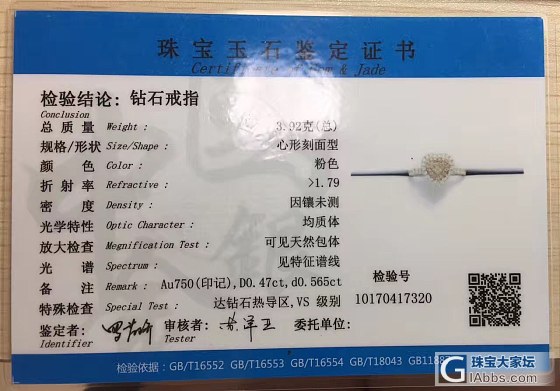 珠宝玉石鉴定证书
Certificate of Gem & Jade
检验结论：钻石戒指
Conclusion
总质量 Weight : 3.02克(总)
规格/形状 Size/Shape : 心形刻面型
颜色 Color : 粉色
折射率 Refractive : >1.79
密度 Density : 因镶未测
光学特性 Optic Character : 均质体
放大检查 Megnification Test : 可见天然包体
光谱 Spectrum : 见特征谱线
备注 Remark : Au750(印记),D0.47ct,d0.565ct
特殊检查 Special Test : 达钻石热导区,VS 级别
检验号
10170417320
鉴定者: 审核者: 委托单位:
Identifier Tester
检验依据: GB/T16552 GB/T16553 GB/T16554 GB/T18043
珠宝大家坛
IAbbs.com